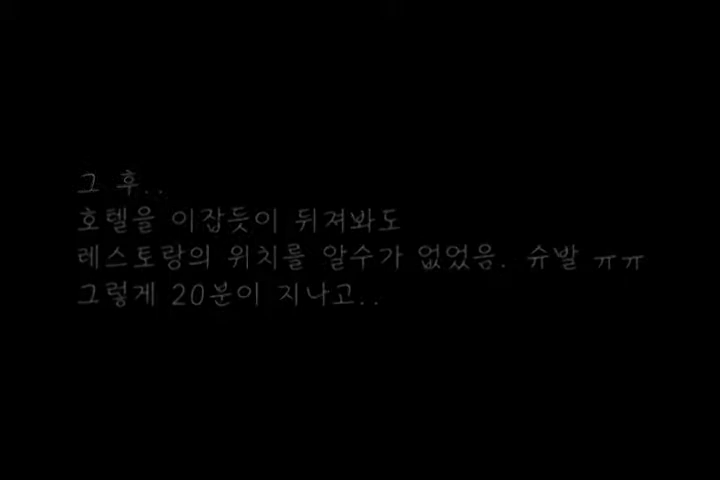 그 후..
호텔을 이잡듯이 뒤져봐도
레스토랑의 위치를 알수가 없었음. 슈발 ㅠㅠ
그렇게 20분이 지나고..